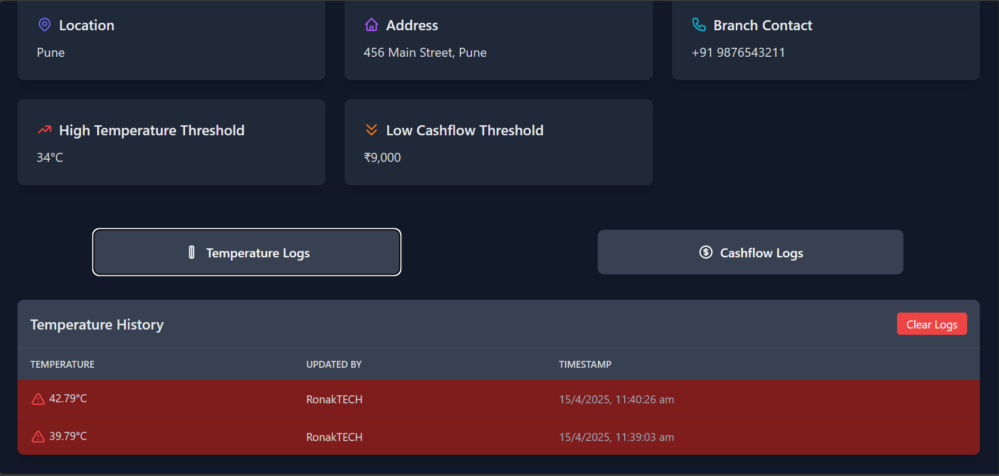 Location
Pune
Address
456 Main Street, Pune
Branch Contact
+91 9876543211
High Temperature Threshold
34°C
Low Cashflow Threshold
₹9,000
Temperature Logs
Cashflow Logs
Temperature History
Clear Logs
TEMPERATURE UPDATED BY TIMESTAMP
42.79°C RonakTECH 15/4/2025, 11:40:26 am
39.79°C RonakTECH 15/4/2025, 11:39:03 am